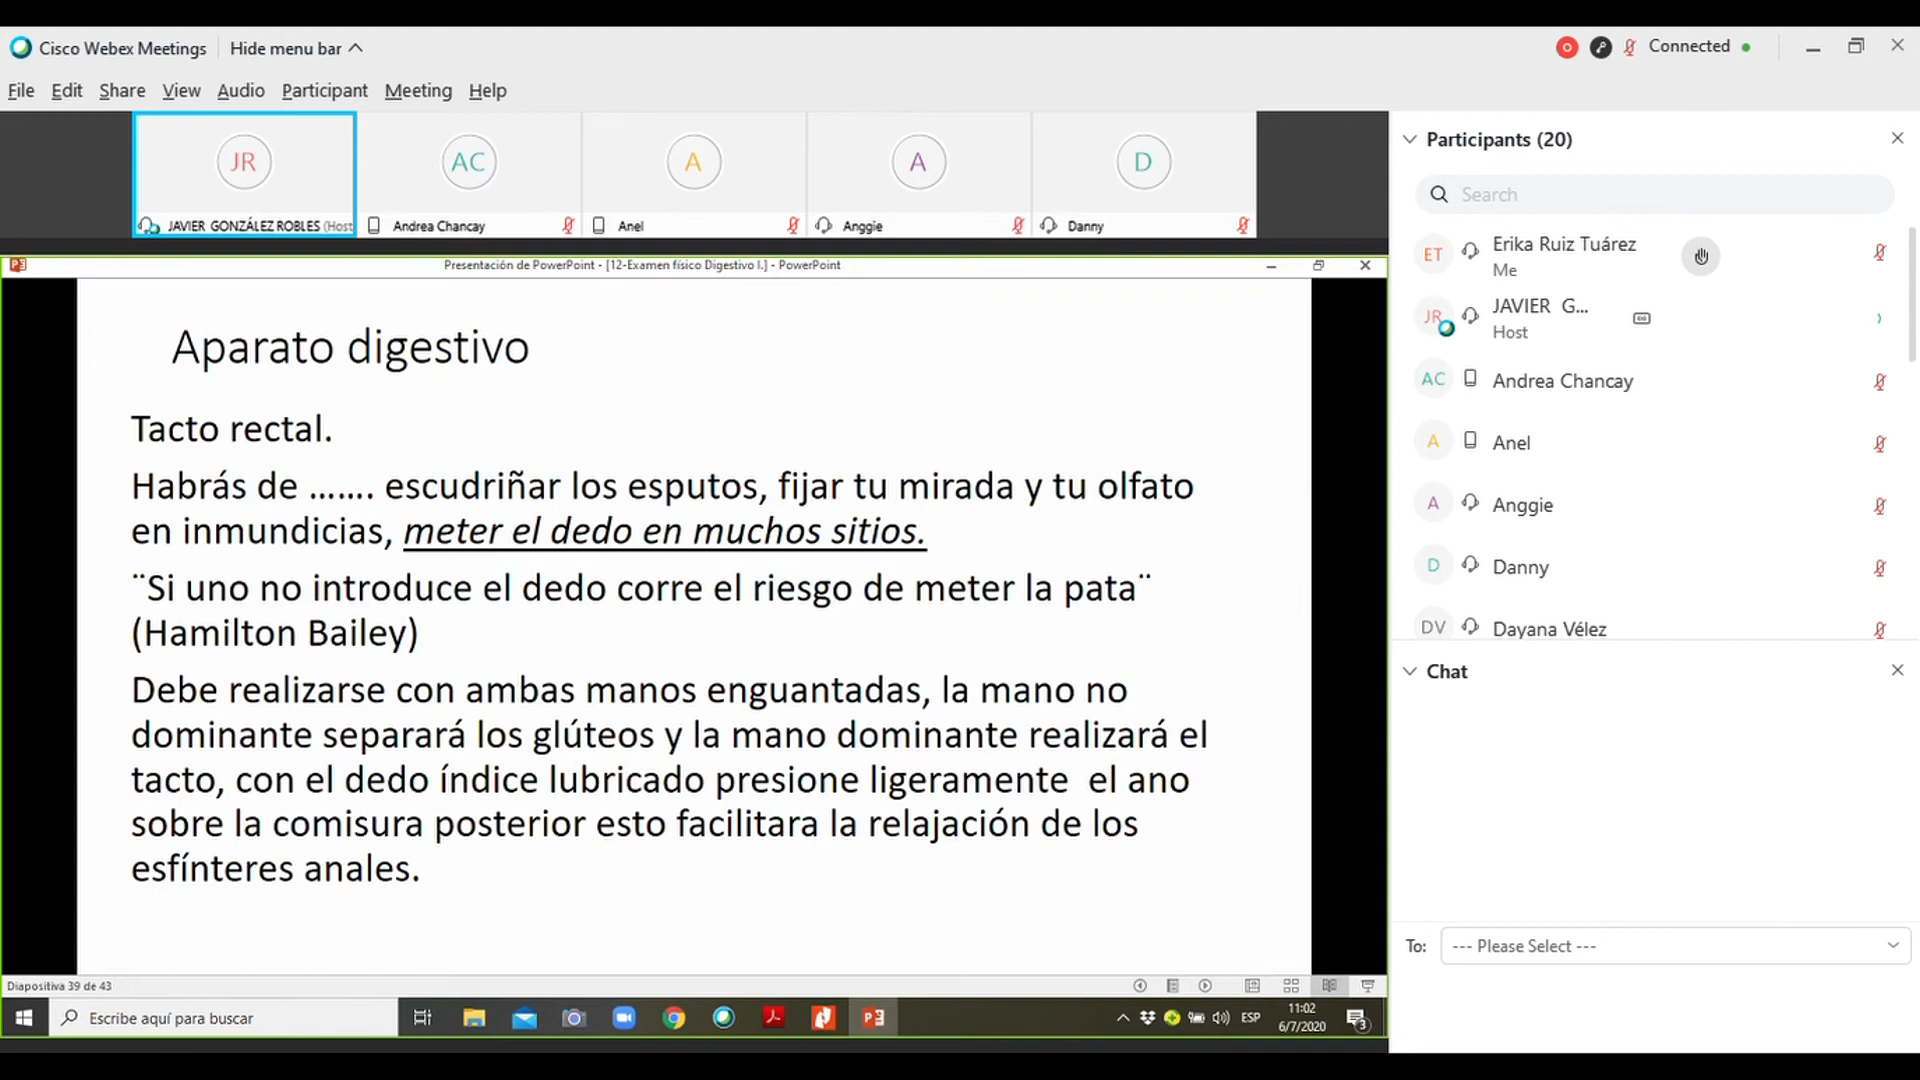 Cisco Webex Meetings
Hide menu bar
Connected
File Edit Share View Audio Participant Meeting Help
JR
AC
A
A
D
JAVIER GONZÁLEZ ROBLES (Host
Andrea Chancay
Anel
Anggie
Danny
Presentación de PowerPoint - [12-Examen físico Digestivo I.] - PowerPoint
Aparato digestivo
Tacto rectal.
Habrás de ……. escudriñar los esputos, fijar tu mirada y tu olfato
en inmundicias, meter el dedo en muchos sitios.
¨Si uno no introduce el dedo corre el riesgo de meter la pata¨
(Hamilton Bailey)
Debe realizarse con ambas manos enguantadas, la mano no
dominante separará los glúteos y la mano dominante realizará el
tacto, con el dedo índice lubricado presione ligeramente  el ano
sobre la comisura posterior esto facilitara la relajación de los
esfínteres anales.
Diapositiva 39 de 43
Escribe aquí para buscar
ESP
11:02
6/7/2020
3
Participants (20)
Search
ET
Erika Ruiz Tuárez
Me
JR
JAVIER G...
Host
AC
Andrea Chancay
A
Anel
A
Anggie
D
Danny
DV
Dayana Vélez
Chat
To:
--- Please Select ---